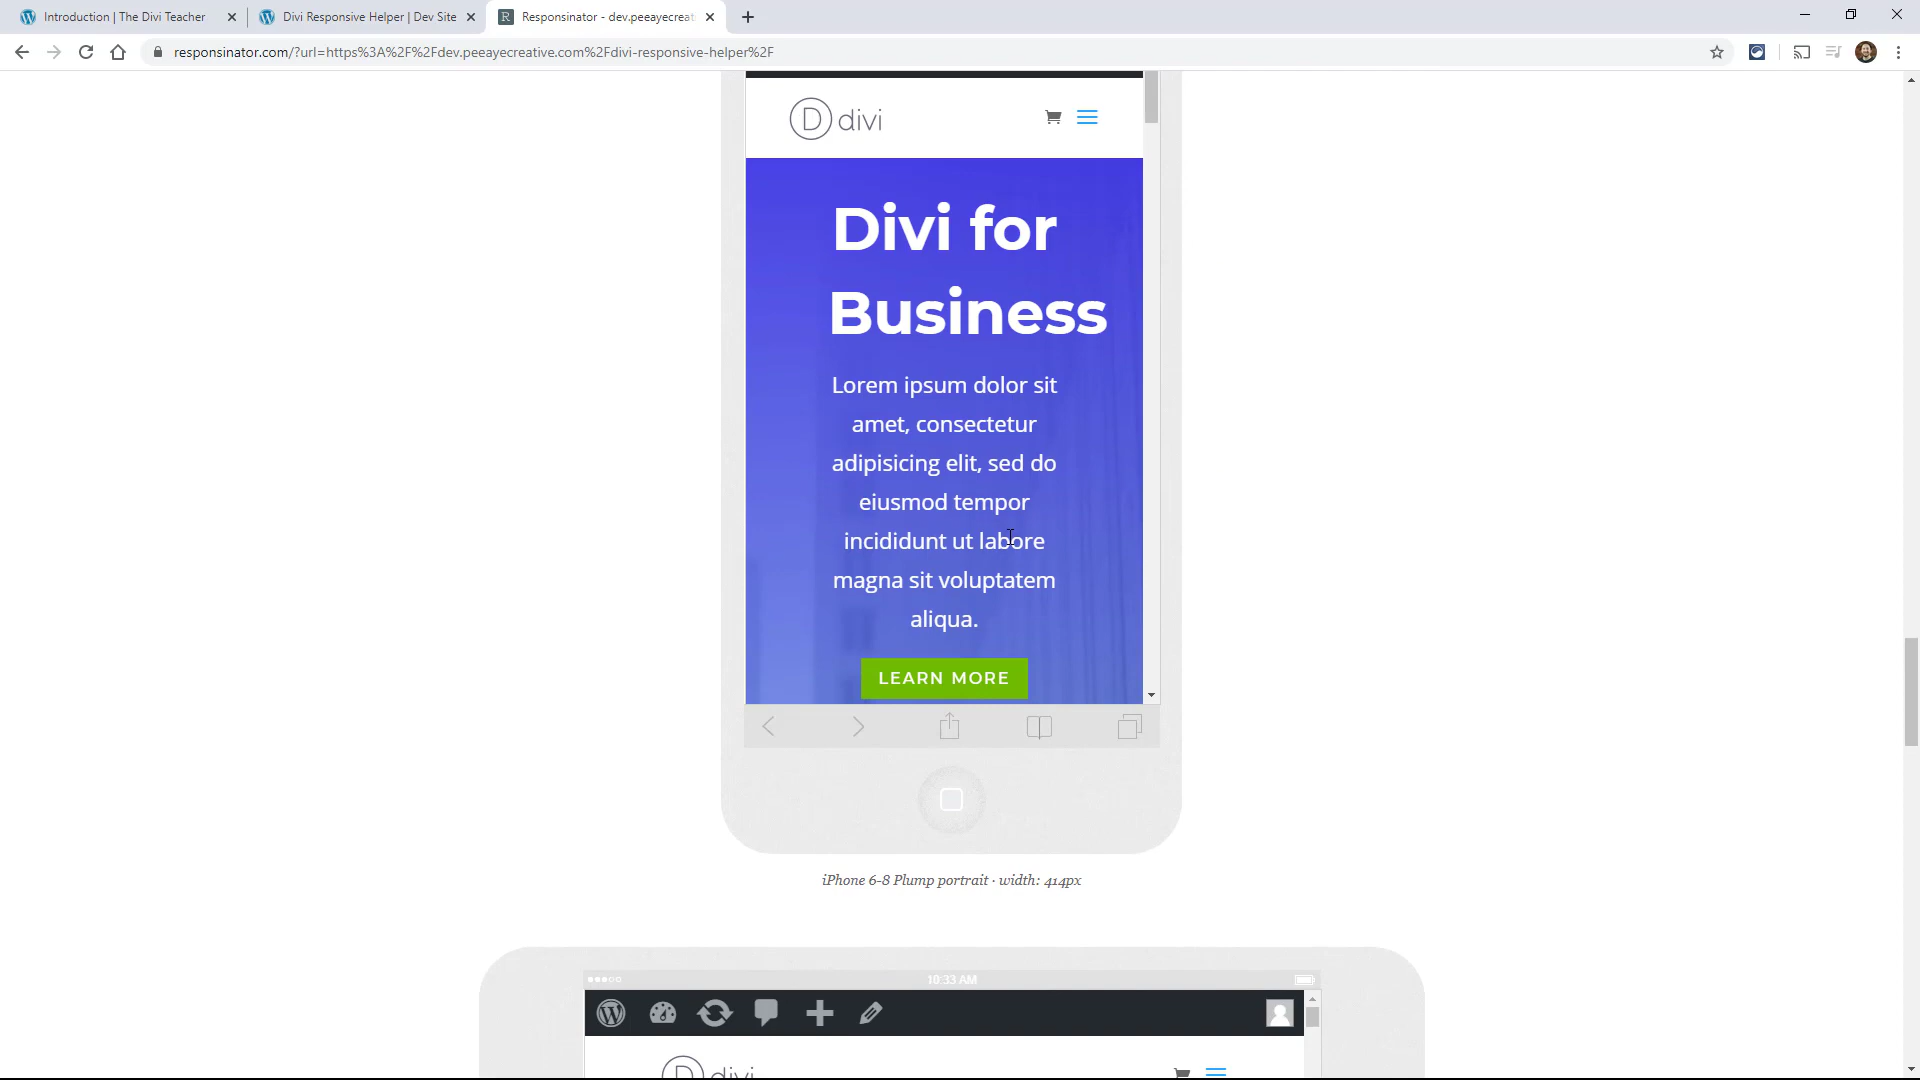 Introduction | The Divi Teacher
Divi Responsive Helper | Dev Site
Responsinator - dev.peeayecreati
responsinator.com/?url=https%3A%2F%2Fdev.peeayecreative.com%2Fdivi-responsive-helper%2F
D divi
Divi for
Business
Lorem ipsum dolor sit
amet, consectetur
adipisicing elit, sed do
eiusmod tempor
incididunt ut labore
magna sit voluptatem
aliqua.
LEARN MORE
iPhone 6-8 Plump portrait · width: 414px
10:33 AM
D divi